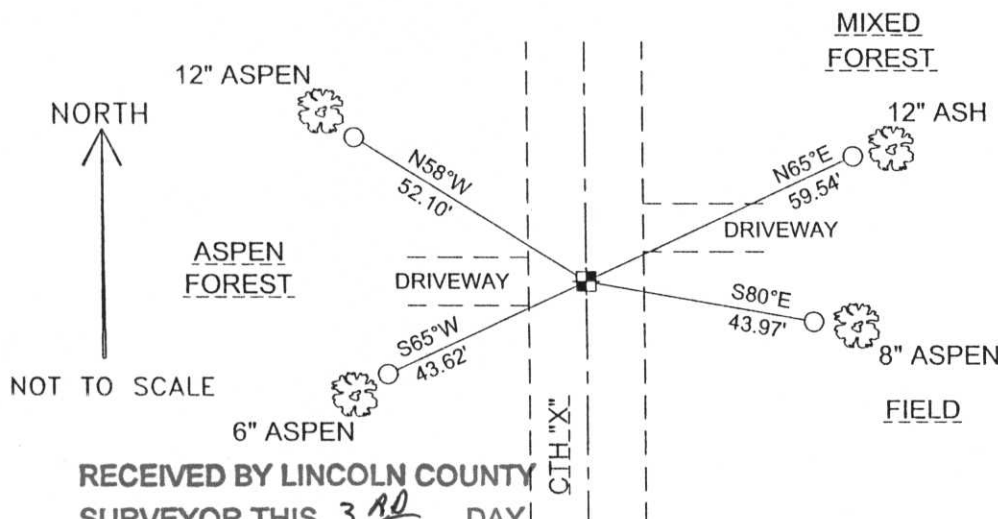 MIXED
FOREST
12" ASPEN
12" ASH
NORTH
N58°W
52.10'
N65°E
59.54'
DRIVEWAY
ASPEN
FOREST
DRIVEWAY
S80°E
43.97'
S65°W
43.62'
8" ASPEN
NOT TO SCALE
FIELD
6" ASPEN
CTH "X"
RECEIVED BY LINCOLN COUNTY
SURVEYOR THIS 3RD DAY